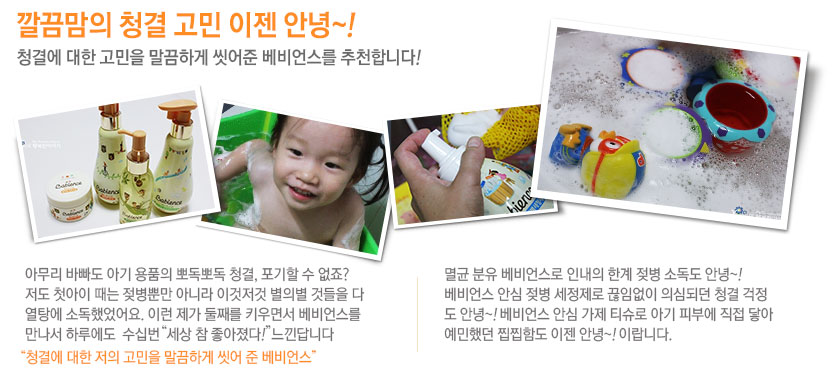 깔끔맘의 청결 고민 이젠 안녕~!
청결에 대한 고민을 말끔하게 씻어준 베비언스를 추천합니다!
Babience
Babience
아무리 바빠도 아기 용품의 뽀독뽀독 청결, 포기할 수 없죠?
저도 첫아이 때는 젖병뿐만 아니라 이것저것 별의별 것들을 다
열탕에 소독했었어요. 이런 제가 둘째를 키우면서 베비언스를
만나서 하루에도 수십번 “세상 참 좋아졌다!” 느낀답니다
“청결에 대한 저의 고민을 말끔하게 씻어 준 베비언스”
멸균 분유 베비언스로 인내의 한계 젖병 소독도 안녕~!
베비언스 안심 젖병 세정제로 끊임없이 의심되던 청결 걱정
도 안녕~! 베비언스 안심 가제 티슈로 아기 피부에 직접 닿아
예민했던 찝찝함도 이젠 안녕~! 이랍니다.